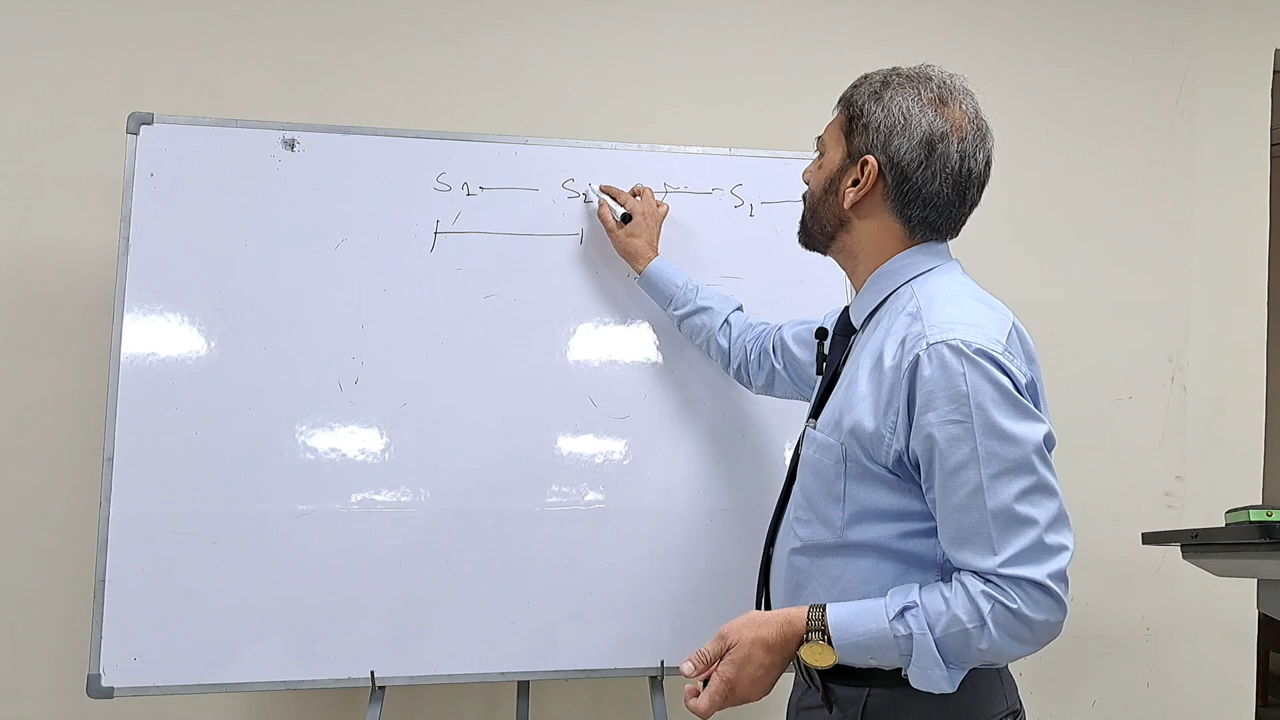 S₁ — S₂ — S₁ —